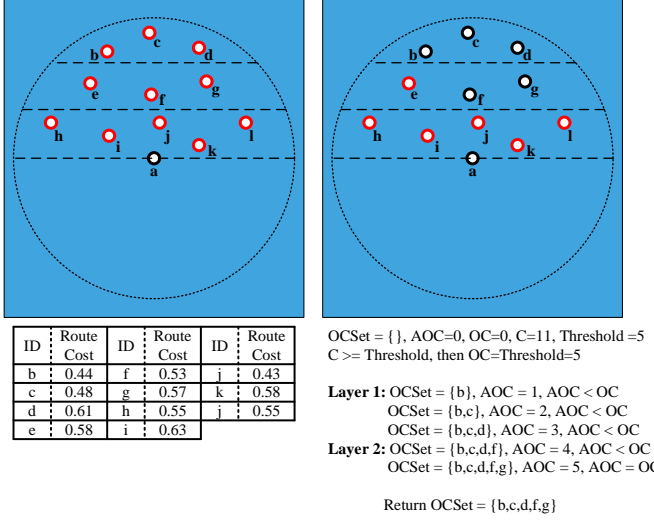 c
b
d
e
f
g
h
i
j
k
l
a
c
b
d
e
f
g
h
i
j
k
l
a
ID Route Cost ID Route Cost ID Route Cost
b 0.44 f 0.53 j 0.43
c 0.48 g 0.57 k 0.58
d 0.61 h 0.55 j 0.55
e 0.58 i 0.63
OCSet = {}, AOC=0, OC=0, C=11, Threshold =5
C >= Threshold, then OC=Threshold=5
Layer 1: OCSet = {b}, AOC = 1, AOC < OC
OCSet = {b,c}, AOC = 2, AOC < OC
OCSet = {b,c,d}, AOC = 3, AOC < OC
Layer 2: OCSet = {b,c,d,f}, AOC = 4, AOC < OC
OCSet = {b,c,d,f,g}, AOC = 5, AOC = OC
Return OCSet = {b,c,d,f,g}